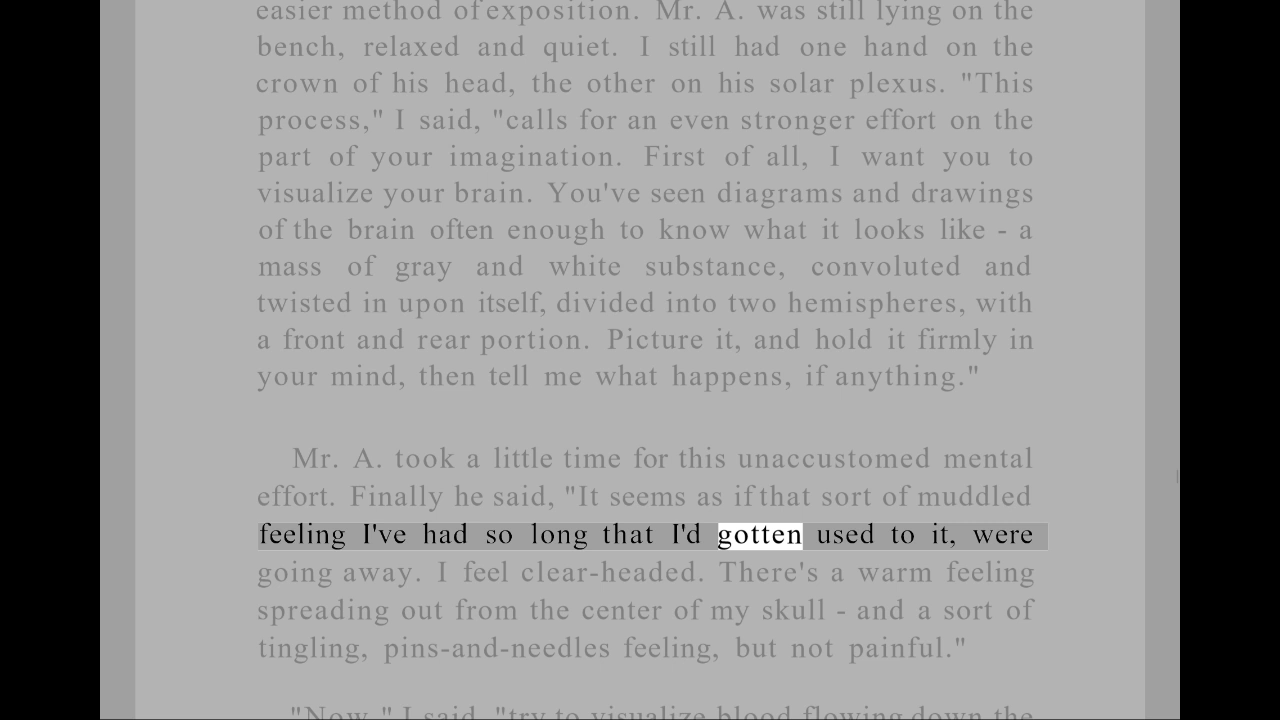 easier method of exposition. Mr. A. was still lying on the
bench, relaxed and quiet. I still had one hand on the
crown of his head, the other on his solar plexus. "This
process," I said, "calls for an even stronger effort on the
part of your imagination. First of all, I want you to
visualize your brain. You've seen diagrams and drawings
of the brain often enough to know what it looks like - a
mass of gray and white substance, convoluted and
twisted in upon itself, divided into two hemispheres, with
a front and rear portion. Picture it, and hold it firmly in
your mind, then tell me what happens, if anything."
Mr. A. took a little time for this unaccustomed mental
effort. Finally he said, "It seems as if that sort of muddled
feeling I've had so long that I'd gotten used to it, were
going away. I feel clear-headed. There's a warm feeling
spreading out from the center of my skull - and a sort of
tingling, pins-and-needles feeling, but not painful."
"Now," I said, "try to visualize blood flowing down the